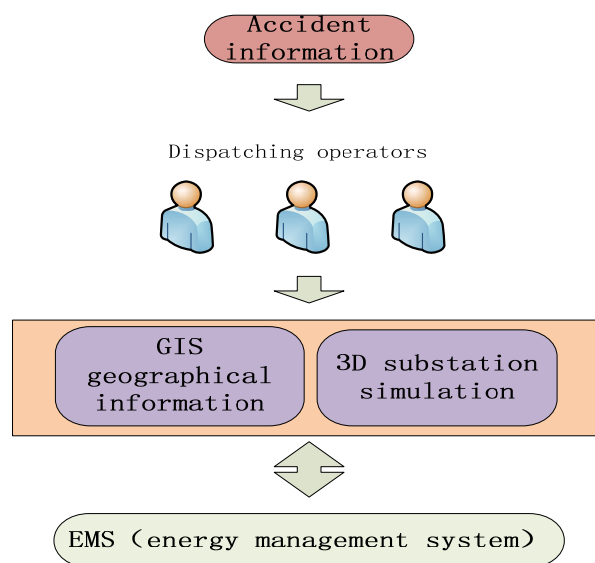 Accident
information
Dispatching operators
GIS
geographical
information
3D substation
simulation
EMS（energy management system）